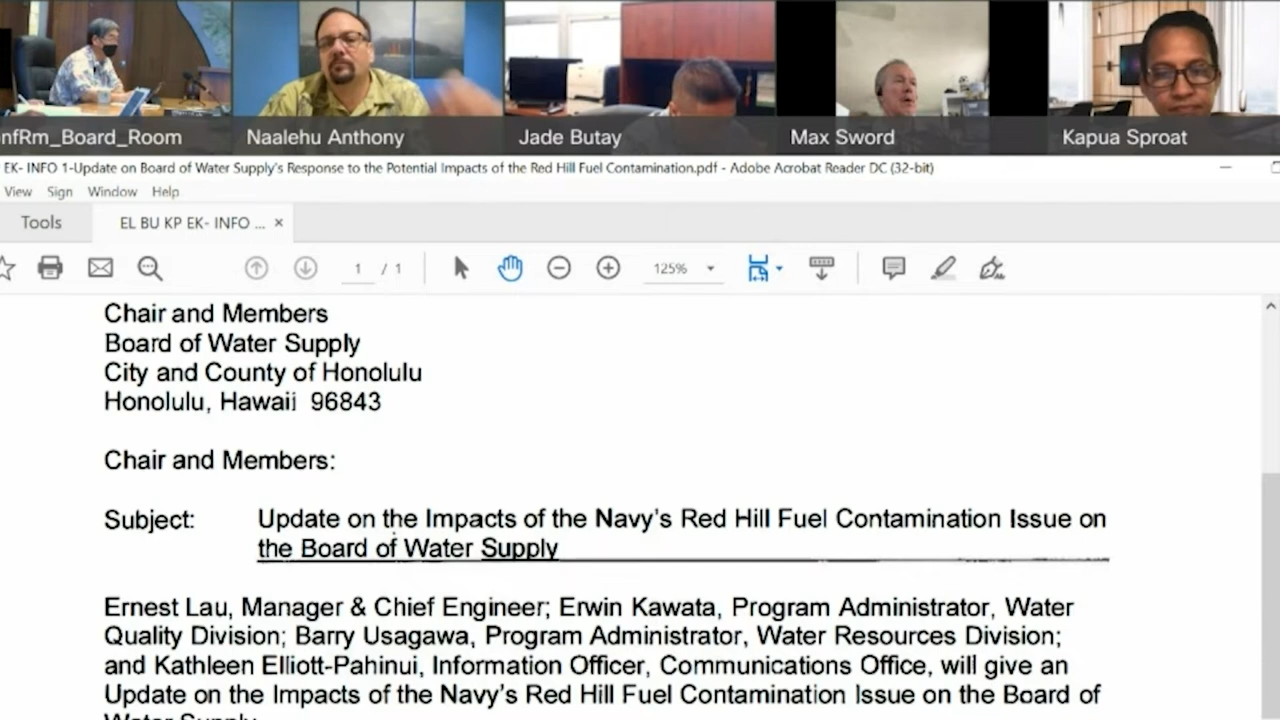 nfRm_Board_Room
Naalehu Anthony
Jade Butay
Max Sword
Kapua Sproat
EK- INFO 1-Update on Board of Water Supply's Response to the Potential Impacts of the Red Hill Fuel Contamination.pdf - Adobe Acrobat Reader DC (32-bit)
View Sign Window Help
Tools
EL BU KP EK- INFO ... ×
1 / 1
125%
Chair and Members
Board of Water Supply
City and County of Honolulu
Honolulu, Hawaii 96843
Chair and Members:
Subject: Update on the Impacts of the Navy's Red Hill Fuel Contamination Issue on
the Board of Water Supply
Ernest Lau, Manager & Chief Engineer; Erwin Kawata, Program Administrator, Water
Quality Division; Barry Usagawa, Program Administrator, Water Resources Division;
and Kathleen Elliott-Pahinui, Information Officer, Communications Office, will give an
Update on the Impacts of the Navy's Red Hill Fuel Contamination Issue on the Board of
Water Supply